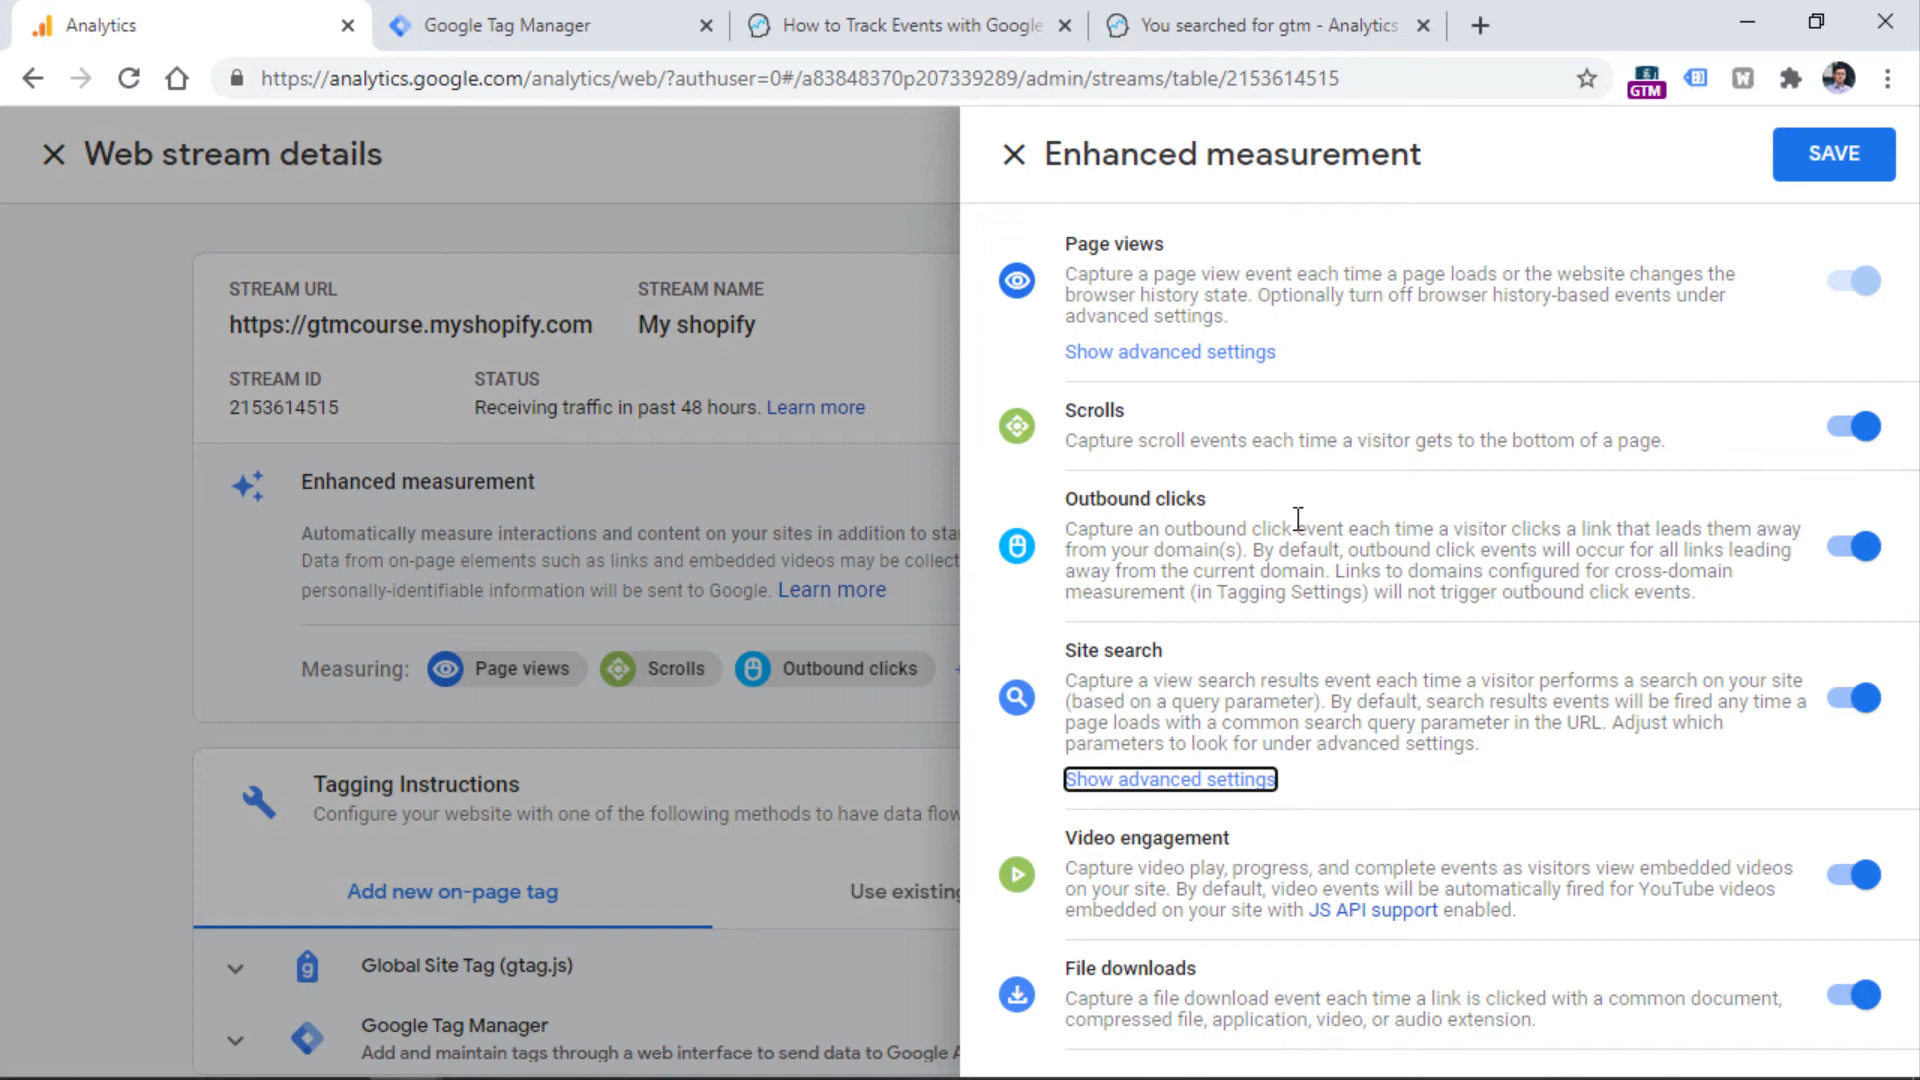 Analytics
Google Tag Manager
How to Track Events with Google
You searched for gtm - Analytics
https://analytics.google.com/analytics/web/?authuser=0#/a83848370p207339289/admin/streams/table/2153614515
GTM
W
Web stream details
STREAM URL
STREAM NAME
https://gtmcourse.myshopify.com
My shopify
STREAM ID
STATUS
2153614515
Receiving traffic in past 48 hours. Learn more
Enhanced measurement
Automatically measure interactions and content on your sites in addition to sta
Data from on-page elements such as links and embedded videos may be collect
personally-identifiable information will be sent to Google. Learn more
Measuring:
Page views
Scrolls
Outbound clicks
Tagging Instructions
Configure your website with one of the following methods to have data flow
Add new on-page tag
Use existing
g
Global Site Tag (gtag.js)
Google Tag Manager
Add and maintain tags through a web interface to send data to Google A
Enhanced measurement
SAVE
Page views
Capture a page view event each time a page loads or the website changes the
browser history state. Optionally turn off browser history-based events under
advanced settings.
Show advanced settings
Scrolls
Capture scroll events each time a visitor gets to the bottom of a page.
Outbound clicks
Capture an outbound click event each time a visitor clicks a link that leads them away
from your domain(s). By default, outbound click events will occur for all links leading
away from the current domain. Links to domains configured for cross-domain
measurement (in Tagging Settings) will not trigger outbound click events.
Site search
Capture a view search results event each time a visitor performs a search on your site
(based on a query parameter). By default, search results events will be fired any time a
page loads with a common search query parameter in the URL. Adjust which
parameters to look for under advanced settings.
Show advanced settings
Video engagement
Capture video play, progress, and complete events as visitors view embedded videos
on your site. By default, video events will be automatically fired for YouTube videos
embedded on your site with JS API support enabled.
File downloads
Capture a file download event each time a link is clicked with a common document,
compressed file, application, video, or audio extension.